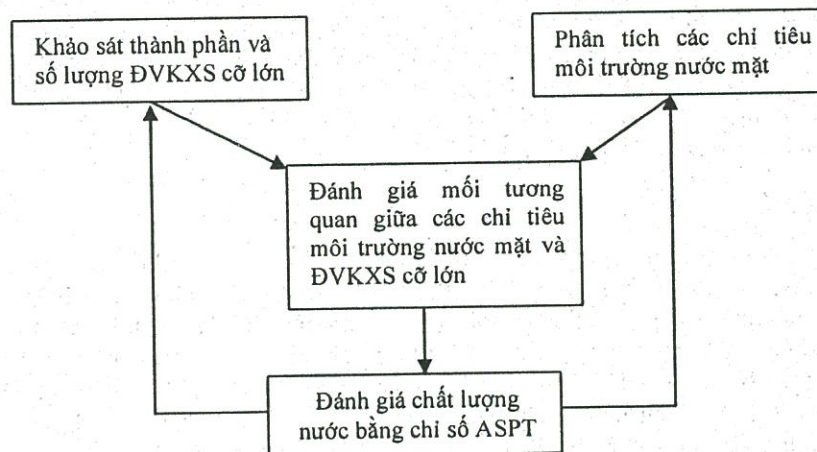 Khảo sát thành phần và
số lượng ĐVKXS cỡ lớn
Phân tích các chỉ tiêu
môi trường nước mặt
Đánh giá mối tương
quan giữa các chỉ tiêu
môi trường nước mặt và
ĐVKXS cỡ lớn
Đánh giá chất lượng
nước bằng chỉ số ASPT